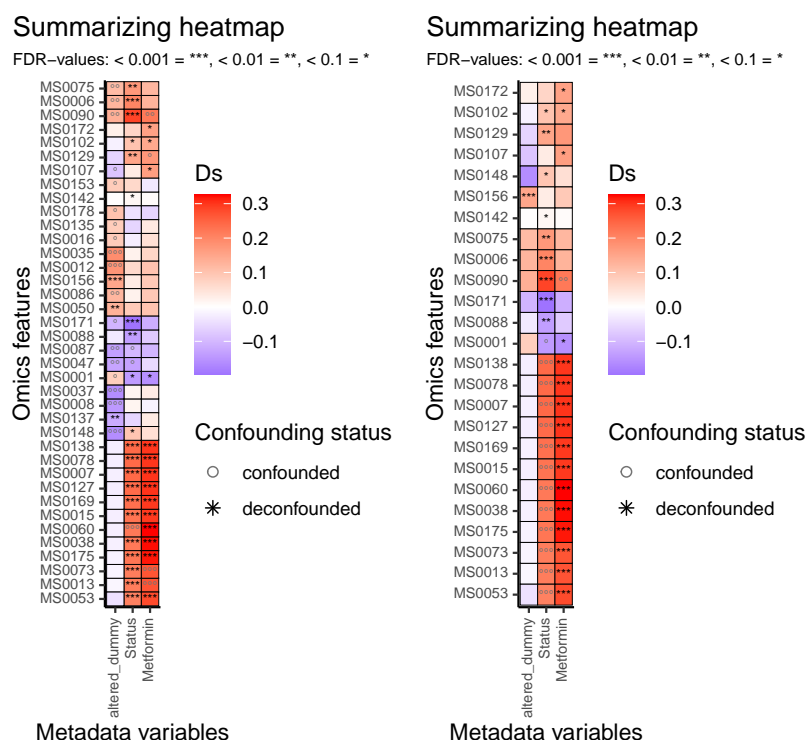 Summarizing heatmap
FDR−values: < 0.001 = ***, < 0.01 = **, < 0.1 = *
Omics features
MS0075 °° **
MS0006 °° ***
MS0090 °° *** °°
MS0172 *
MS0102 * *
MS0129 ** °
MS0107 ° *
MS0153 °
MS0142 *
MS0178 °
MS0135 °
MS0016 °
MS0035 °°°
MS0012 °°°
MS0156 ***
MS0086 °°
MS0050 **
MS0171 ° ***
MS0088 **
MS0087 °° °
MS0047 °° °
MS0001 ° * *
MS0037 °°°
MS0008 °°°
MS0137 **
MS0148 °°° *
MS0138 *** ***
MS0078 *** ***
MS0007 *** ***
MS0127 *** ***
MS0169 *** ***
MS0015 *** ***
MS0060 °°° ***
MS0038 *** ***
MS0175 *** ***
MS0073 *** °°°
MS0013 *** °°°
MS0053 *** ***
altered_dummy
Status
Metformin
Metadata variables
Ds
0.3
0.2
0.1
0.0
−0.1
Confounding status
confounded
deconfounded
Summarizing heatmap
FDR−values: < 0.001 = ***, < 0.01 = **, < 0.1 = *
Omics features
MS0172 *
MS0102 * *
MS0129 **
MS0107 *
MS0148 *
MS0156 ***
MS0142 *
MS0075 **
MS0006 ***
MS0090 *** °°
MS0171 ***
MS0088 **
MS0001 ° *
MS0138 °°° ***
MS0078 °°° ***
MS0007 °°° ***
MS0127 °°° ***
MS0169 °°° ***
MS0015 °°° ***
MS0060 °°° ***
MS0038 °°° ***
MS0175 °°° ***
MS0073 °°° ***
MS0013 °°° ***
MS0053 °°° ***
altered_dummy
Status
Metformin
Metadata variables
Ds
0.3
0.2
0.1
0.0
−0.1
Confounding status
confounded
deconfounded